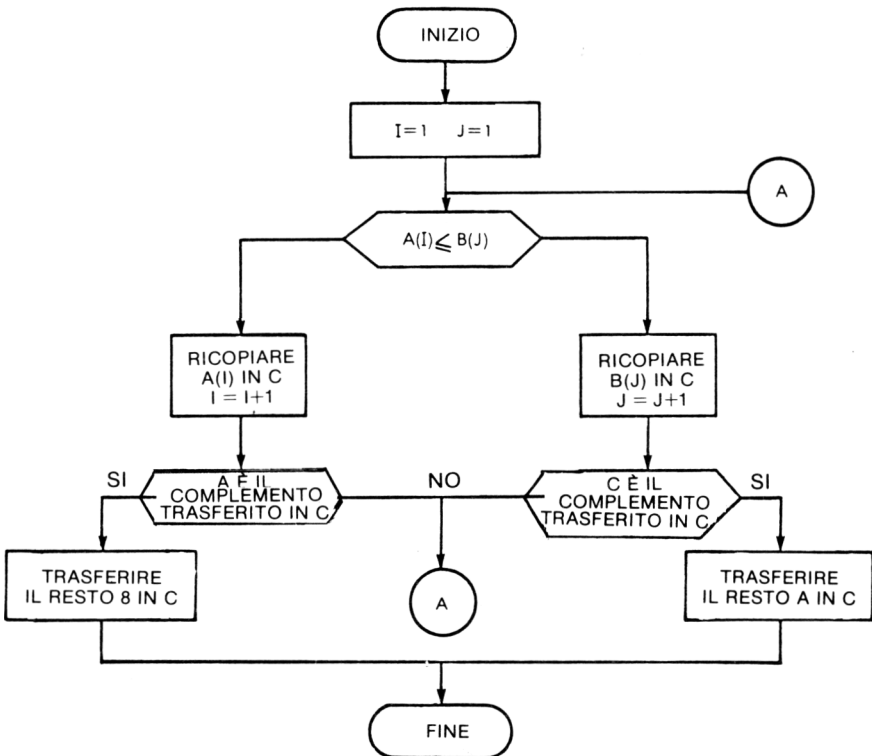 INIZIO
I=1 J=1
A
A(I)⩽ B(J)
RICOPIARE
A(I) IN C
I = I+1
RICOPIARE
B(J) IN C
J = J+1
SI
A È IL
COMPLEMENTO
TRASFERITO IN C
NO
C È IL
COMPLEMENTO
TRASFERITO IN C
SI
TRASFERIRE
IL RESTO 8 IN C
A
TRASFERIRE
IL RESTO A IN C
FINE